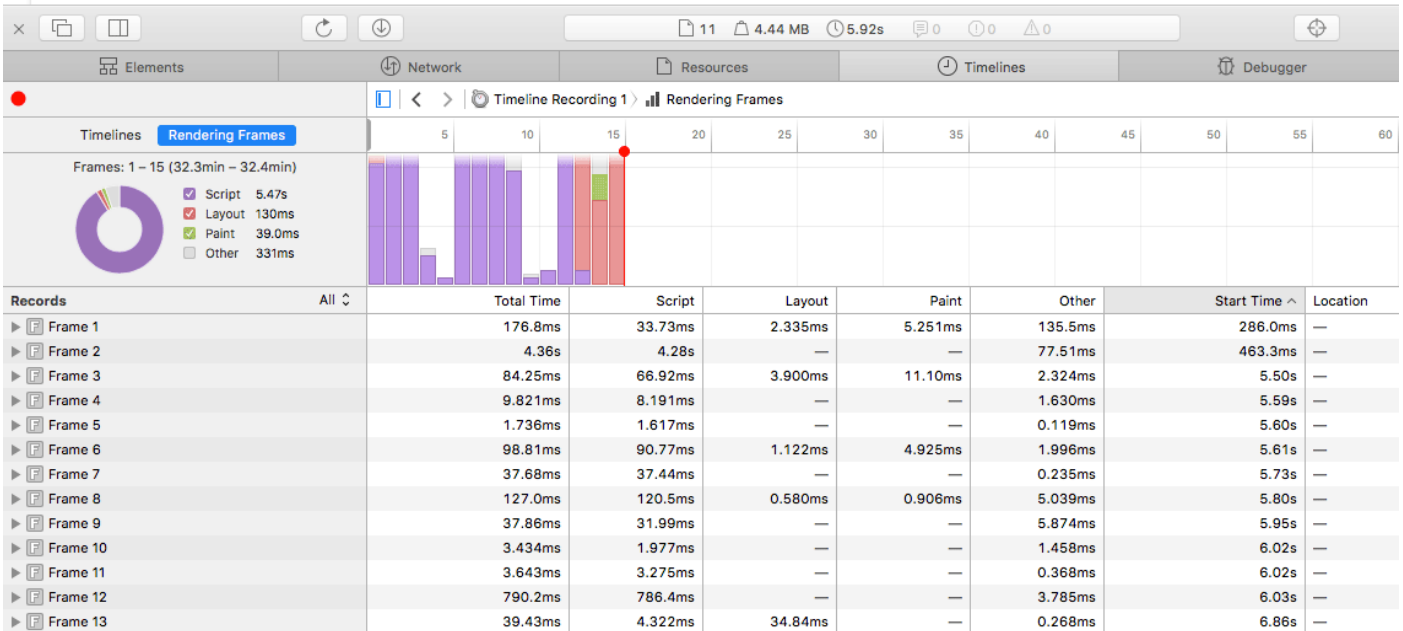 × 11 4.44 MB 5.92s 0 0 0
Elements Network Resources Timelines Debugger
Timeline Recording 1 Rendering Frames
Timelines Rendering Frames
5 10 15 20 25 30 35 40 45 50 55 60
Frames: 1 – 15 (32.3min – 32.4min)
Script 5.47s
Layout 130ms
Paint 39.0ms
Other 331ms
Records All Total Time Script Layout Paint Other Start Time Location
F Frame 1 176.8ms 33.73ms 2.335ms 5.251ms 135.5ms 286.0ms —
F Frame 2 4.36s 4.28s — — 77.51ms 463.3ms —
F Frame 3 84.25ms 66.92ms 3.900ms 11.10ms 2.324ms 5.50s —
F Frame 4 9.821ms 8.191ms — — 1.630ms 5.59s —
F Frame 5 1.736ms 1.617ms — — 0.119ms 5.60s —
F Frame 6 98.81ms 90.77ms 1.122ms 4.925ms 1.996ms 5.61s —
F Frame 7 37.68ms 37.44ms — — 0.235ms 5.73s —
F Frame 8 127.0ms 120.5ms 0.580ms 0.906ms 5.039ms 5.80s —
F Frame 9 37.86ms 31.99ms — — 5.874ms 5.95s —
F Frame 10 3.434ms 1.977ms — — 1.458ms 6.02s —
F Frame 11 3.643ms 3.275ms — — 0.368ms 6.02s —
F Frame 12 790.2ms 786.4ms — — 3.785ms 6.03s —
F Frame 13 39.43ms 4.322ms 34.84ms — 0.268ms 6.86s —